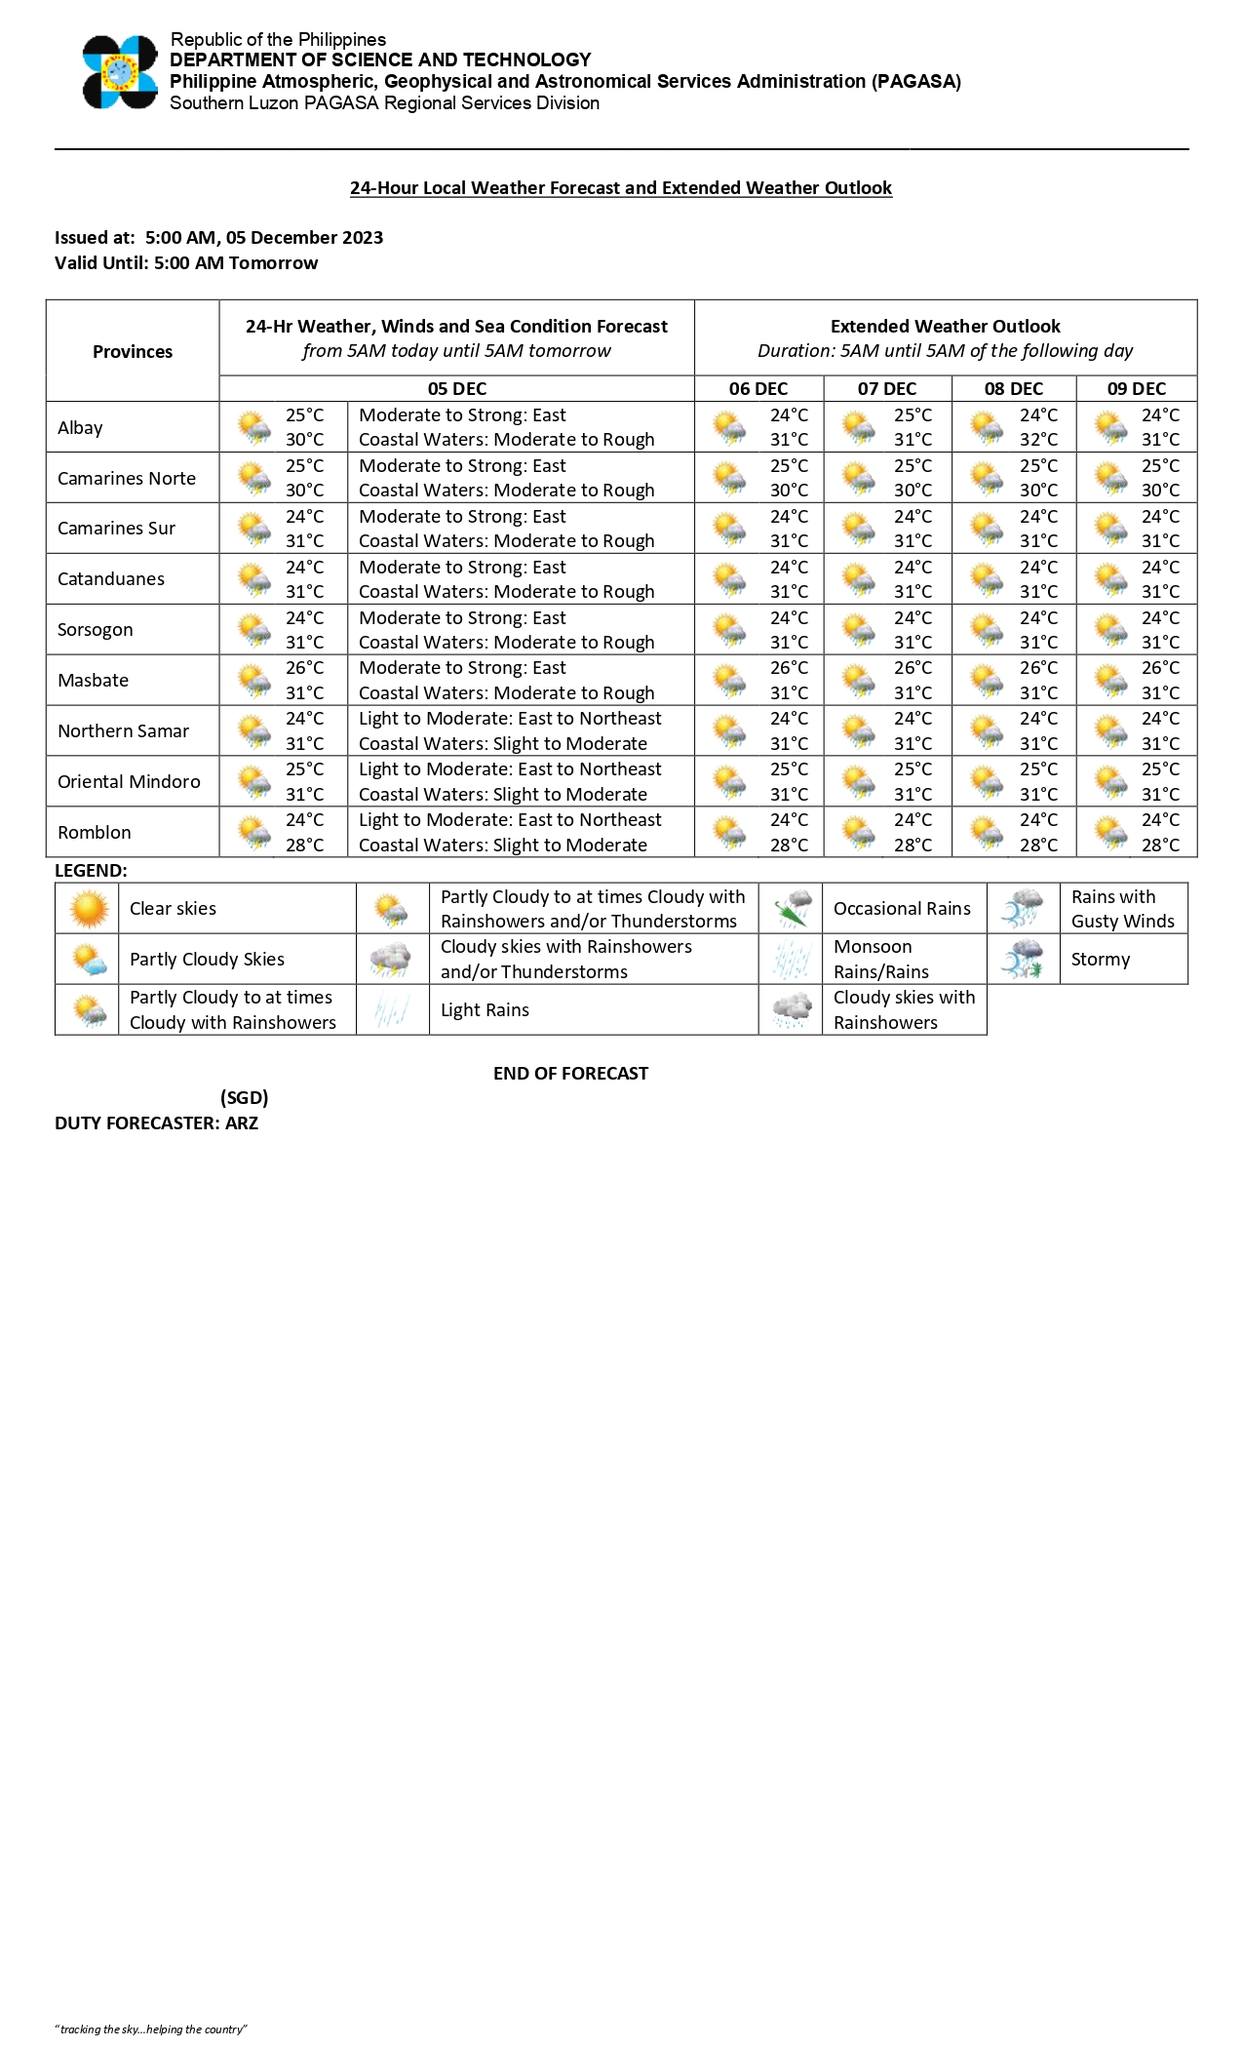 Republic of the Philippines
DEPARTMENT OF SCIENCE AND TECHNOLOGY
Philippine Atmospheric, Geophysical and Astronomical Services Administration (PAGASA)
Southern Luzon PAGASA Regional Services Division
24-Hour Local Weather Forecast and Extended Weather Outlook
Issued at: 5:00 AM, 05 December 2023
Valid Until: 5:00 AM Tomorrow
Provinces
24-Hr Weather, Winds and Sea Condition Forecast
from 5AM today until 5AM tomorrow
Extended Weather Outlook
Duration: 5AM until 5AM of the following day
05 DEC 06 DEC 07 DEC 08 DEC 09 DEC
Albay
25°C Moderate to Strong: East 24°C 25°C 24°C 24°C
30°C Coastal Waters: Moderate to Rough 31°C 31°C 32°C 31°C
Camarines Norte
25°C Moderate to Strong: East 25°C 25°C 25°C 25°C
30°C Coastal Waters: Moderate to Rough 30°C 30°C 30°C 30°C
Camarines Sur
24°C Moderate to Strong: East 24°C 24°C 24°C 24°C
31°C Coastal Waters: Moderate to Rough 31°C 31°C 31°C 31°C
Catanduanes
24°C Moderate to Strong: East 24°C 24°C 24°C 24°C
31°C Coastal Waters: Moderate to Rough 31°C 31°C 31°C 31°C
Sorsogon
24°C Moderate to Strong: East 24°C 24°C 24°C 24°C
31°C Coastal Waters: Moderate to Rough 31°C 31°C 31°C 31°C
Masbate
26°C Moderate to Strong: East 26°C 26°C 26°C 26°C
31°C Coastal Waters: Moderate to Rough 31°C 31°C 31°C 31°C
Northern Samar
24°C Light to Moderate: East to Northeast 24°C 24°C 24°C 24°C
31°C Coastal Waters: Slight to Moderate 31°C 31°C 31°C 31°C
Oriental Mindoro
25°C Light to Moderate: East to Northeast 25°C 25°C 25°C 25°C
31°C Coastal Waters: Slight to Moderate 31°C 31°C 31°C 31°C
Romblon
24°C Light to Moderate: East to Northeast 24°C 24°C 24°C 24°C
28°C Coastal Waters: Slight to Moderate 28°C 28°C 28°C 28°C
LEGEND:
Clear skies
Partly Cloudy to at times Cloudy with
Rainshowers and/or Thunderstorms
Occasional Rains
Rains with
Gusty Winds
Partly Cloudy Skies
Cloudy skies with Rainshowers
and/or Thunderstorms
Monsoon
Rains/Rains
Stormy
Partly Cloudy to at times
Cloudy with Rainshowers
Light Rains
Cloudy skies with
Rainshowers
END OF FORECAST
(SGD)
DUTY FORECASTER: ARZ
“tracking the sky...helping the country”